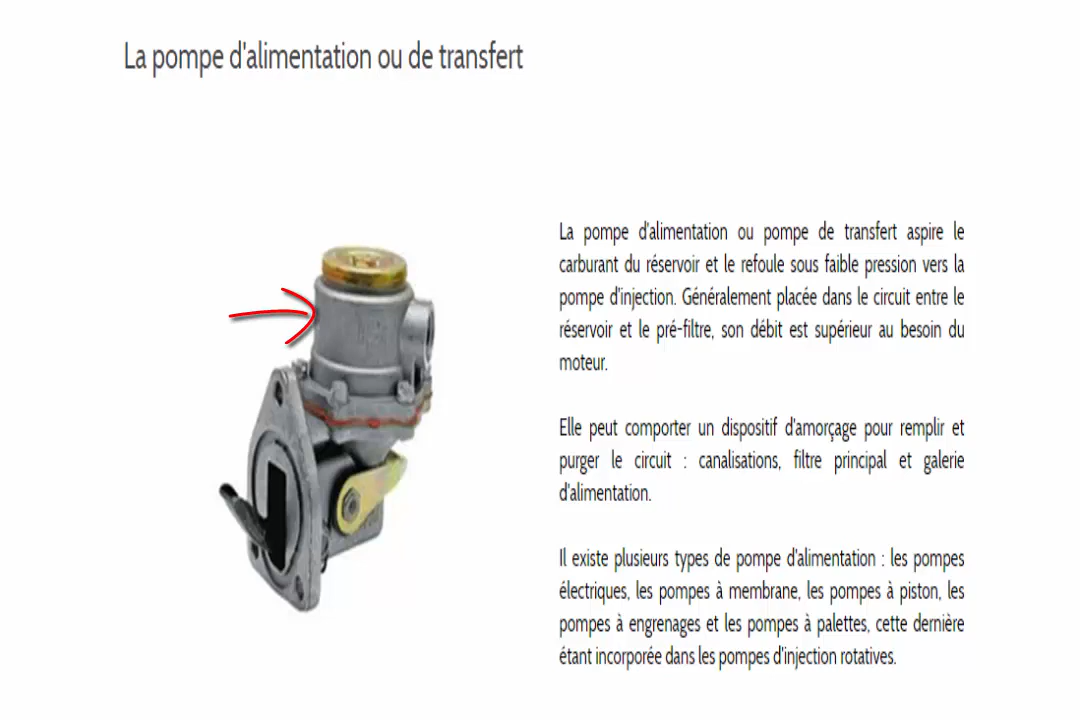 La pompe d'alimentation ou de transfert
La pompe d'alimentation ou pompe de transfert aspire le
carburant du réservoir et le refoule sous faible pression vers la
pompe d'injection. Généralement placée dans le circuit entre le
réservoir et le pré-filtre, son débit est supérieur au besoin du
moteur.
Elle peut comporter un dispositif d'amorçage pour remplir et
purger le circuit : canalisations, filtre principal et galerie
d'alimentation.
Il existe plusieurs types de pompe d'alimentation : les pompes
électriques, les pompes à membrane, les pompes à piston, les
pompes à engrenages et les pompes à palettes, cette dernière
étant incorporée dans les pompes d'injection rotatives.